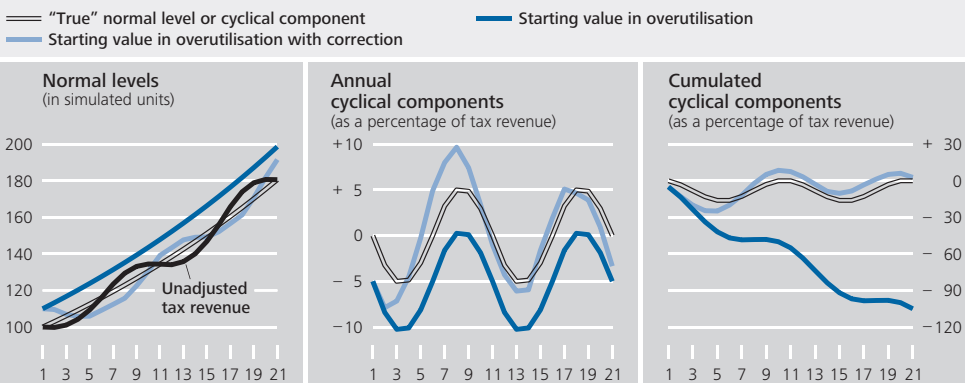 “True” normal level or cyclical component
Starting value in overutilisation
Starting value in overutilisation with correction
Normal levels
(in simulated units)
200
180
160
140
120
100
Unadjusted
tax revenue
1 3 5 7 9 11 13 15 17 19 21
Annual
cyclical components
(as a percentage of tax revenue)
+ 10
+ 5
0
− 5
− 10
1 3 5 7 9 11 13 15 17 19 21
Cumulated
cyclical components
(as a percentage of tax revenue)
+ 30
0
− 30
− 60
− 90
− 120
1 3 5 7 9 11 13 15 17 19 21